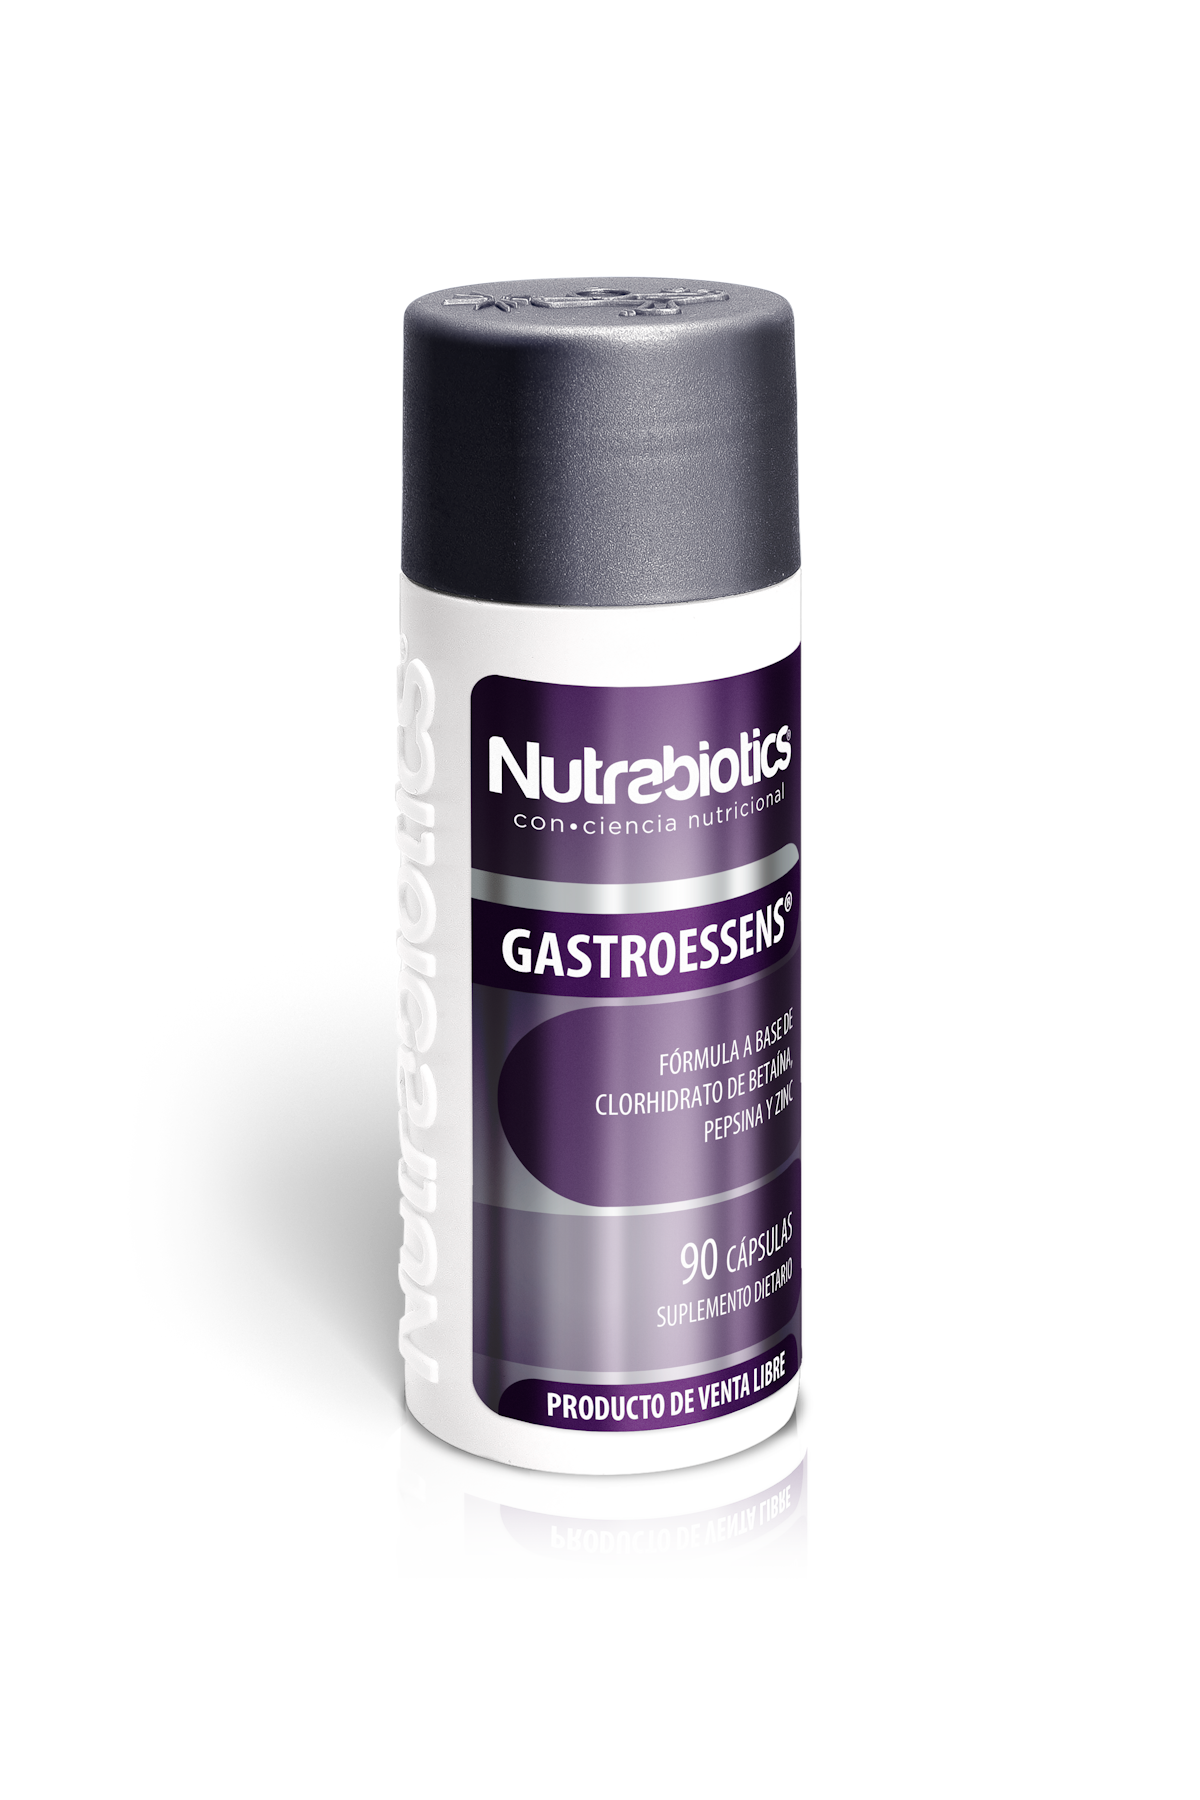 Nutrabiotics®
con•ciencia nutricional
GASTROESSENS®
FÓRMULA A BASE DE
CLORHIDRATO DE BETAÍNA,
PEPSINA Y ZINC
90 CÁPSULAS
SUPLEMENTO DIETARIO
PRODUCTO DE VENTA LIBRE
Nutrabiotics®